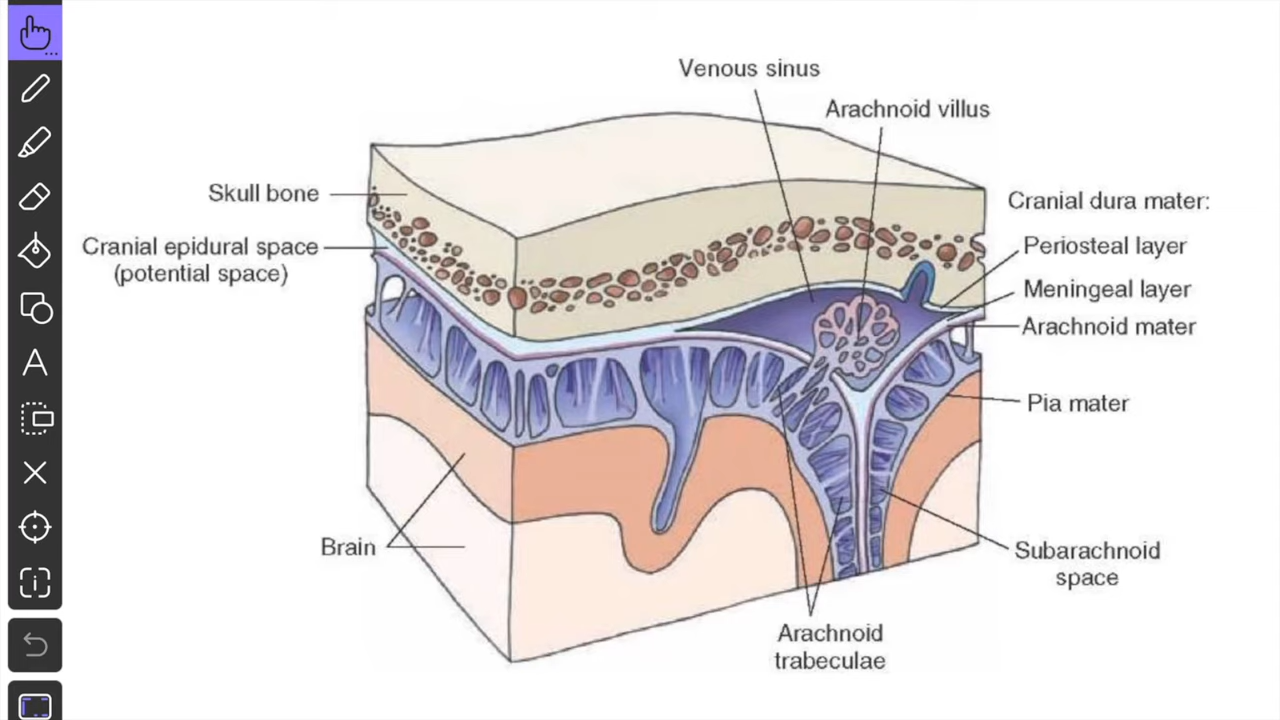 Venous sinus
Arachnoid villus
Skull bone
Cranial dura mater:
Cranial epidural space
(potential space)
Periosteal layer
Meningeal layer
Arachnoid mater
Pia mater
Brain
Subarachnoid
space
Arachnoid
trabeculae
A